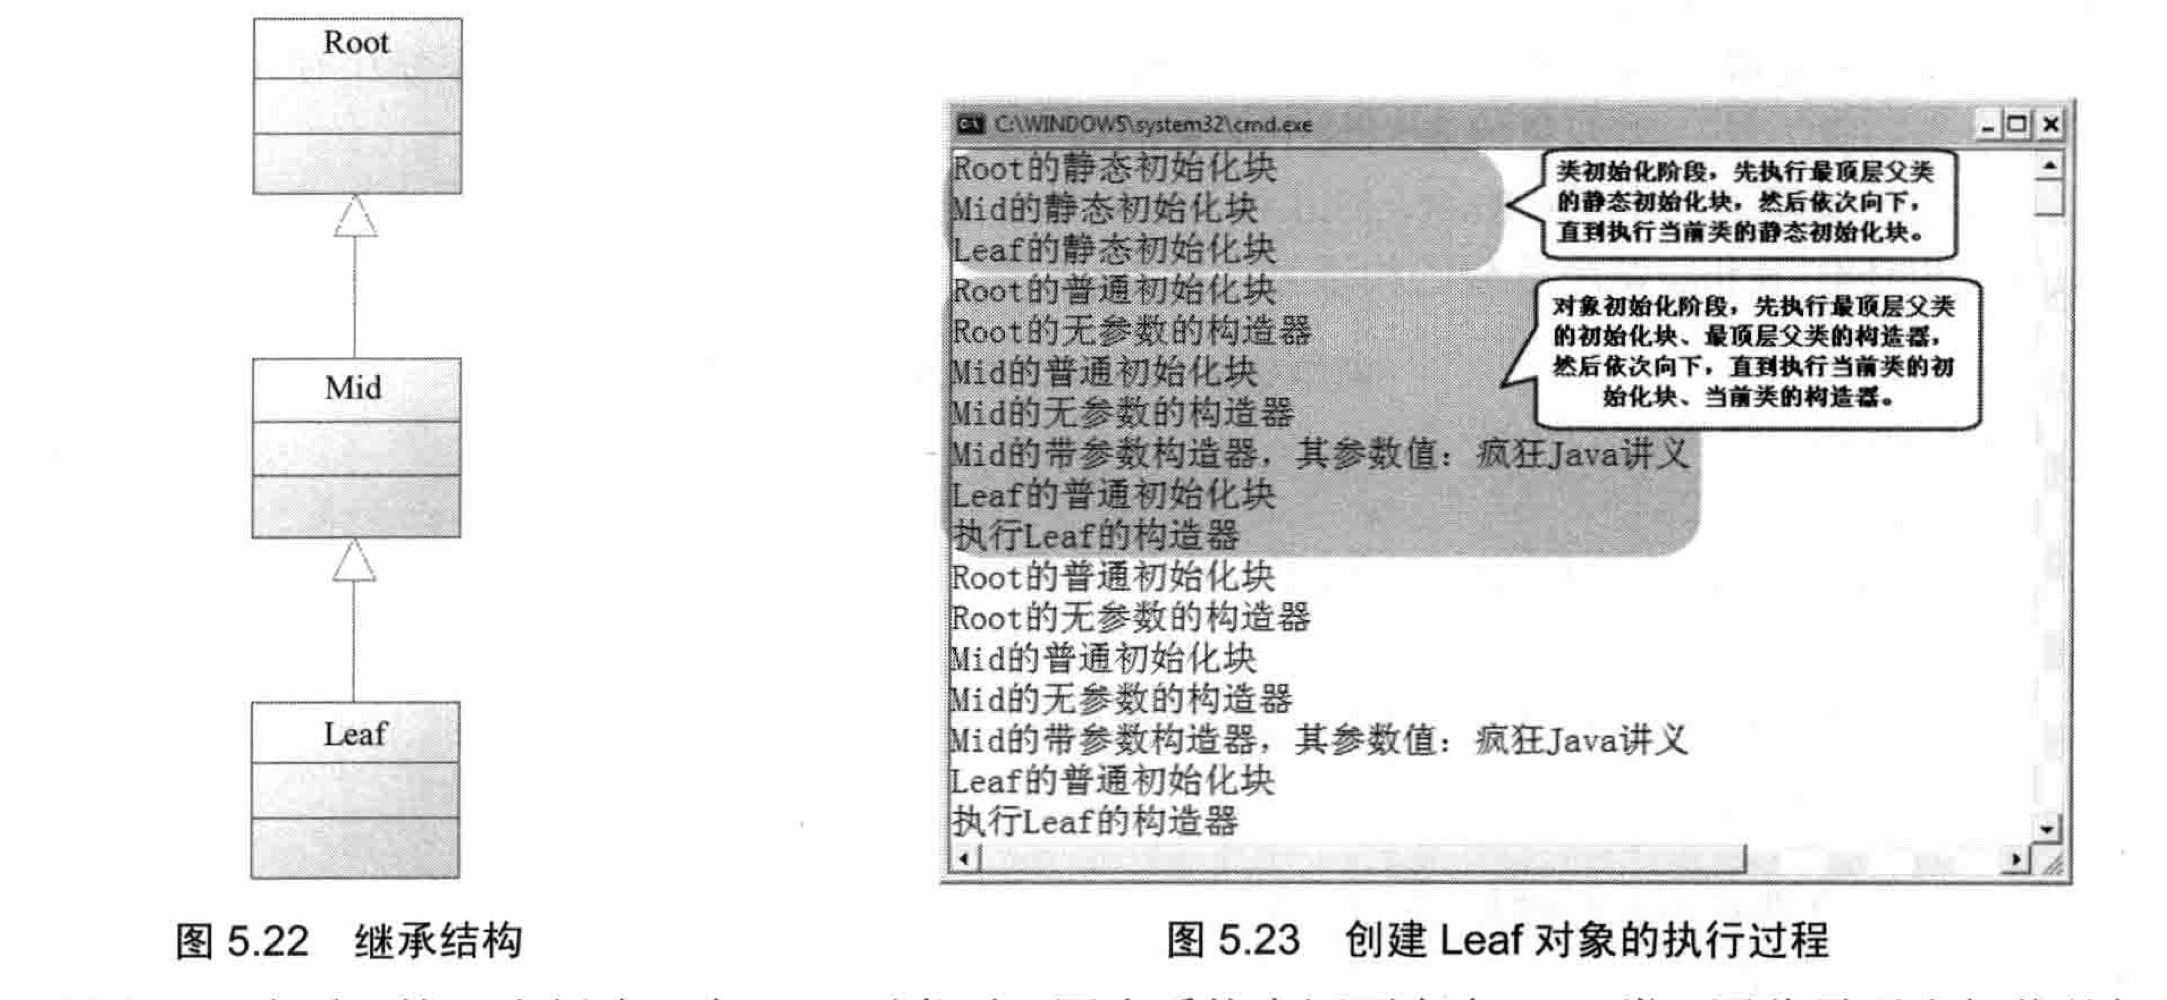 Root
Mid
Leaf
图 5.22 继承结构
C:\WINDOWS\system32\cmd.exe
Root的静态初始化块
Mid的静态初始化块
Leaf的静态初始化块
Root的普通初始化块
Root的无参数的构造器
Mid的普通初始化块
Mid的无参数的构造器
Mid的带参数构造器，其参数值：疯狂Java讲义
Leaf的普通初始化块
执行Leaf的构造器
Root的普通初始化块
Root的无参数的构造器
Mid的普通初始化块
Mid的无参数的构造器
Mid的带参数构造器，其参数值：疯狂Java讲义
Leaf的普通初始化块
执行Leaf的构造器
类初始化阶段，先执行最顶层父类
的静态初始化块，然后依次向下，
直到执行当前类的静态初始化块。
对象初始化阶段，先执行最顶层父类
的初始化块、最顶层父类的构造器，
然后依次向下，直到执行当前类的初
始化块、当前类的构造器。
图 5.23 创建 Leaf 对象的执行过程